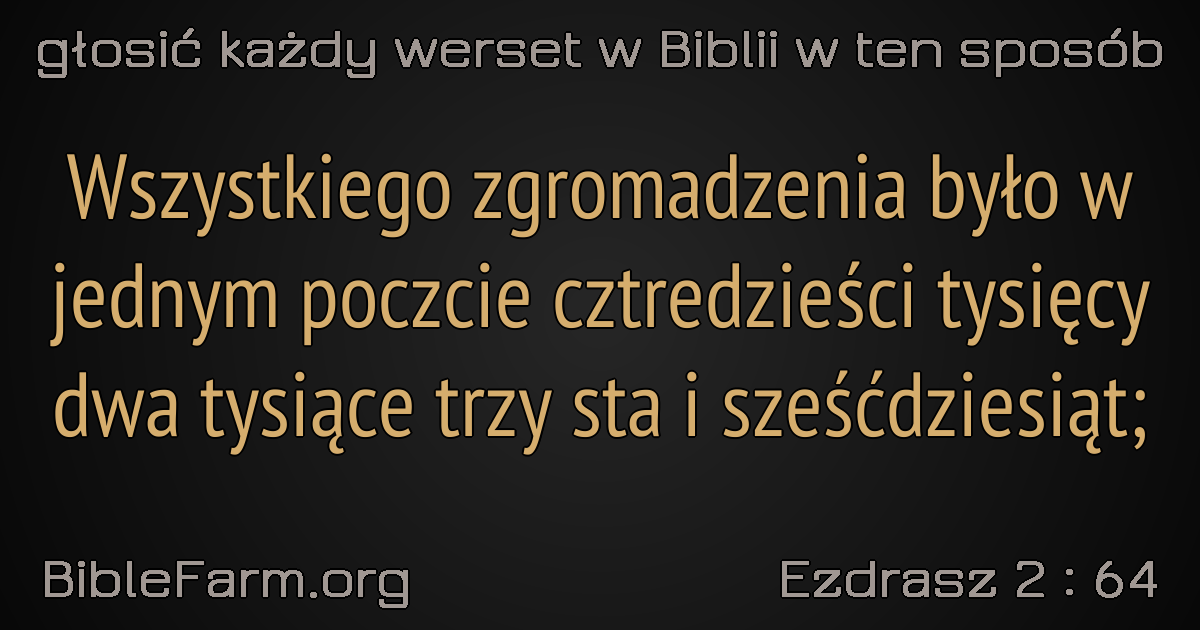 głosić każdy werset w Biblii w ten sposób
Wszystkiego zgromadzenia było w
jednym poczcie cztredzieści tysięcy
dwa tysiące trzy sta i sześćdziesiąt;
BibleFarm.org
Ezdrasz 2 : 64